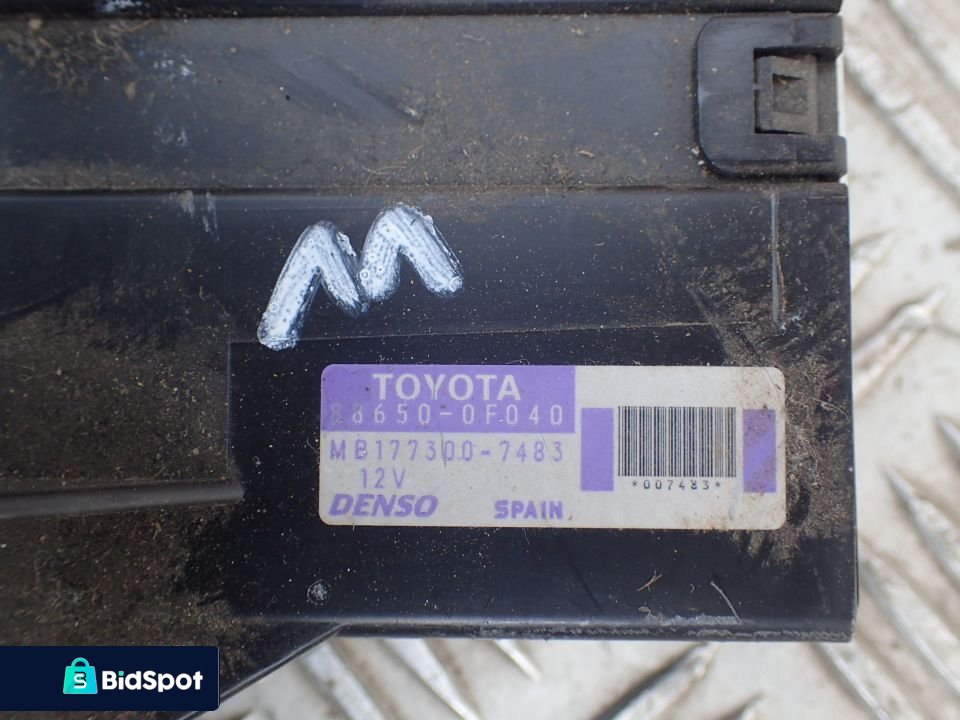 M
TOYOTA
88650-0F040
MB177300-7483
12V
DENSO SPAIN
*007483*
BidSpot